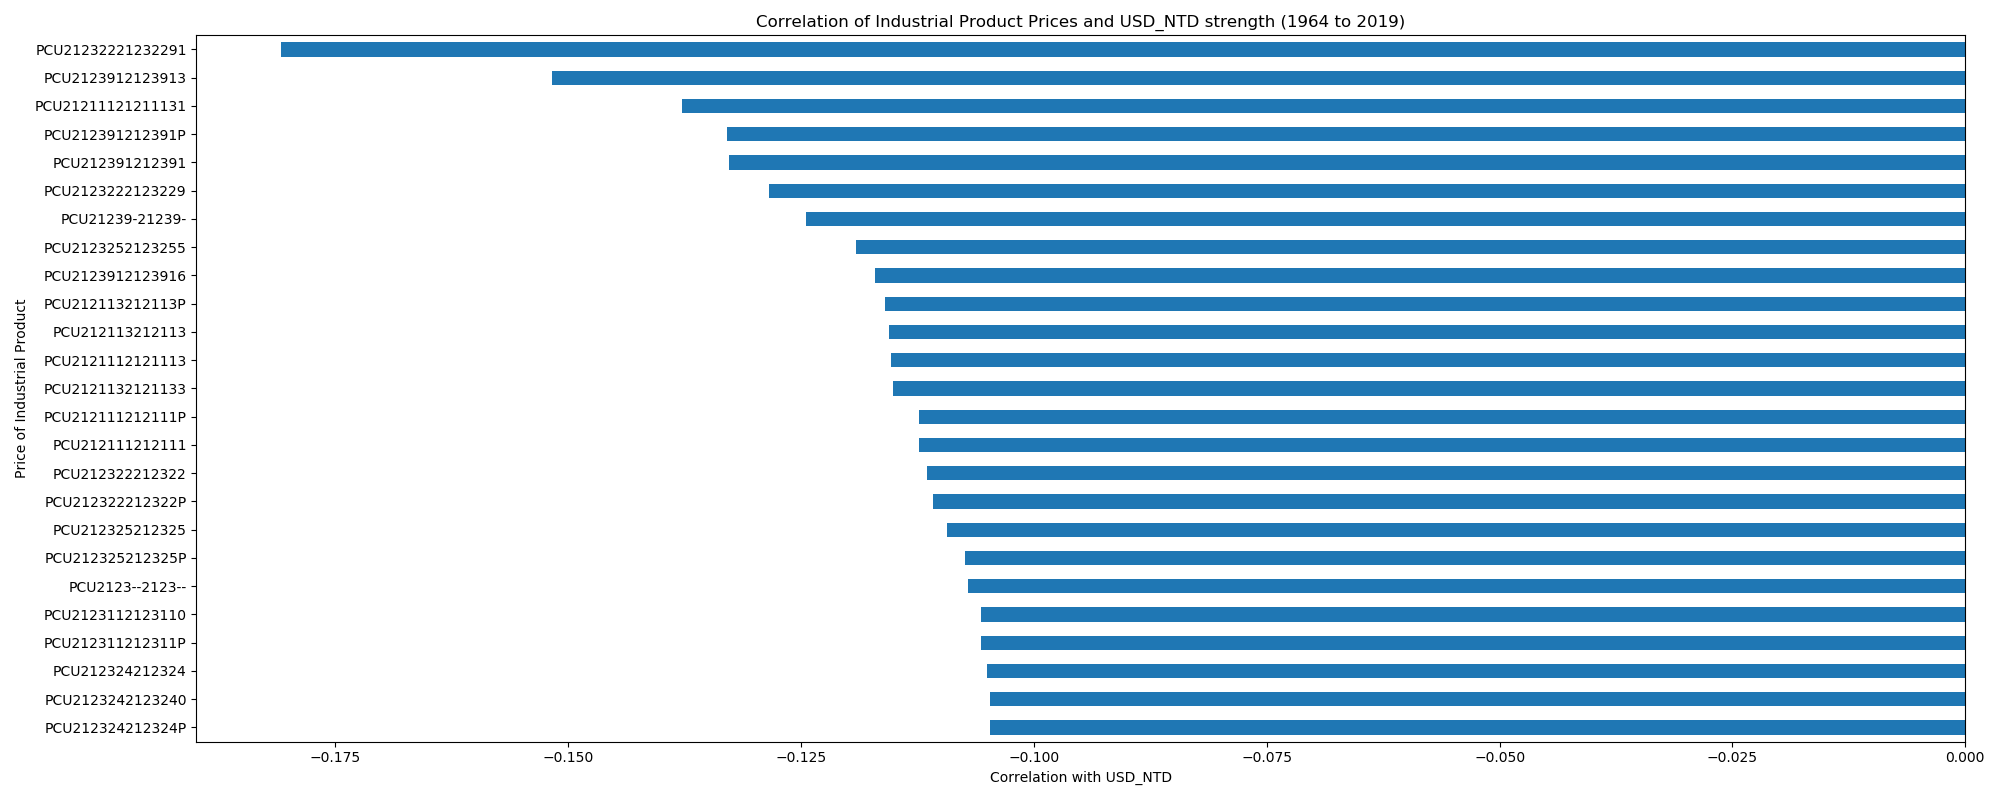 Correlation of Industrial Product Prices and USD_NTD strength (1964 to 2019)
Price of Industrial Product
PCU21232221232291
PCU2123912123913
PCU21211121211131
PCU212391212391P
PCU212391212391
PCU2123222123229
PCU21239-21239-
PCU2123252123255
PCU2123912123916
PCU212113212113P
PCU212113212113
PCU2121112121113
PCU2121132121133
PCU212111212111P
PCU212111212111
PCU212322212322
PCU212322212322P
PCU212325212325
PCU212325212325P
PCU2123--2123--
PCU2123112123110
PCU212311212311P
PCU212324212324
PCU2123242123240
PCU212324212324P
−0.175 −0.150 −0.125 −0.100 −0.075 −0.050 −0.025 0.000
Correlation with USD_NTD